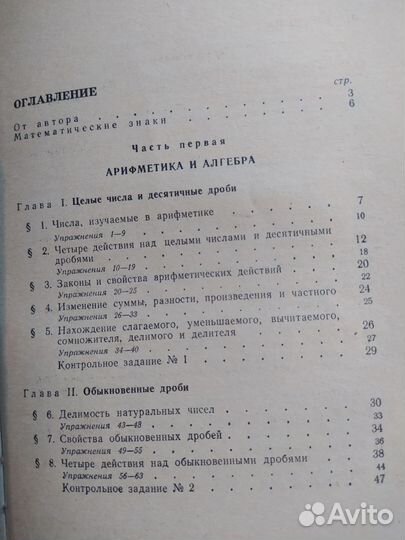 ОГЛАВЛЕНИЕ
стр.
От автора . . . . . . . . . . 3
Математические знаки . . . . . . . . 6
Часть первая
АРИФМЕТИКА И АЛГЕБРА
Глава I. Целые числа и десятичные дроби
§ 1. Числа, изучаемые в арифметике . . . . . . 7
Упражнения 1—9 . . . . . . . . 10
§ 2. Четыре действия над целыми числами и десятичными
дробями . . . . . . . . . . 12
Упражнения 10—19 . . . . . . . . 18
§ 3. Законы и свойства арифметических действий . . . 20
Упражнения 20—25 . . . . . . . . 22
§ 4. Изменение суммы, разности, произведения и частного 24
Упражнения 26—33 . . . . . . . . 25
§ 5. Нахождение слагаемого, уменьшаемого, вычитаемого,
сомножителя, делимого и делителя . . . . . 26
Упражнения 34—40 . . . . . . . . 27
Контрольное задание № 1 . . . . . . 29
Глава II. Обыкновенные дроби
§ 6. Делимость натуральных чисел . . . . . . 30
Упражнения 43—48 . . . . . . . . 33
§ 7. Свойства обыкновенных дробей . . . . . . 34
Упражнения 49—55 . . . . . . . . 36
§ 8. Четыре действия над обыкновенными дробями . . . 38
Упражнения 56—63 . . . . . . . . 44
Контрольное задание № 2 . . . . . . 47
Avito